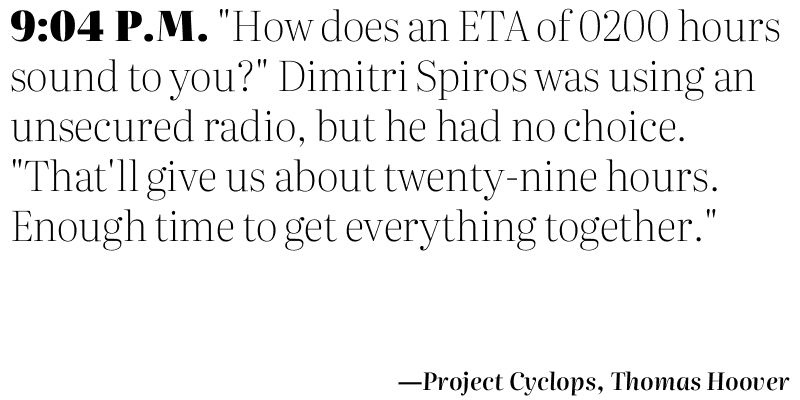 9:04 P.M. "How does an ETA of 0200 hours
sound to you?" Dimitri Spiros was using an
unsecured radio, but he had no choice.
"That'll give us about twenty-nine hours.
Enough time to get everything together."
—Project Cyclops, Thomas Hoover